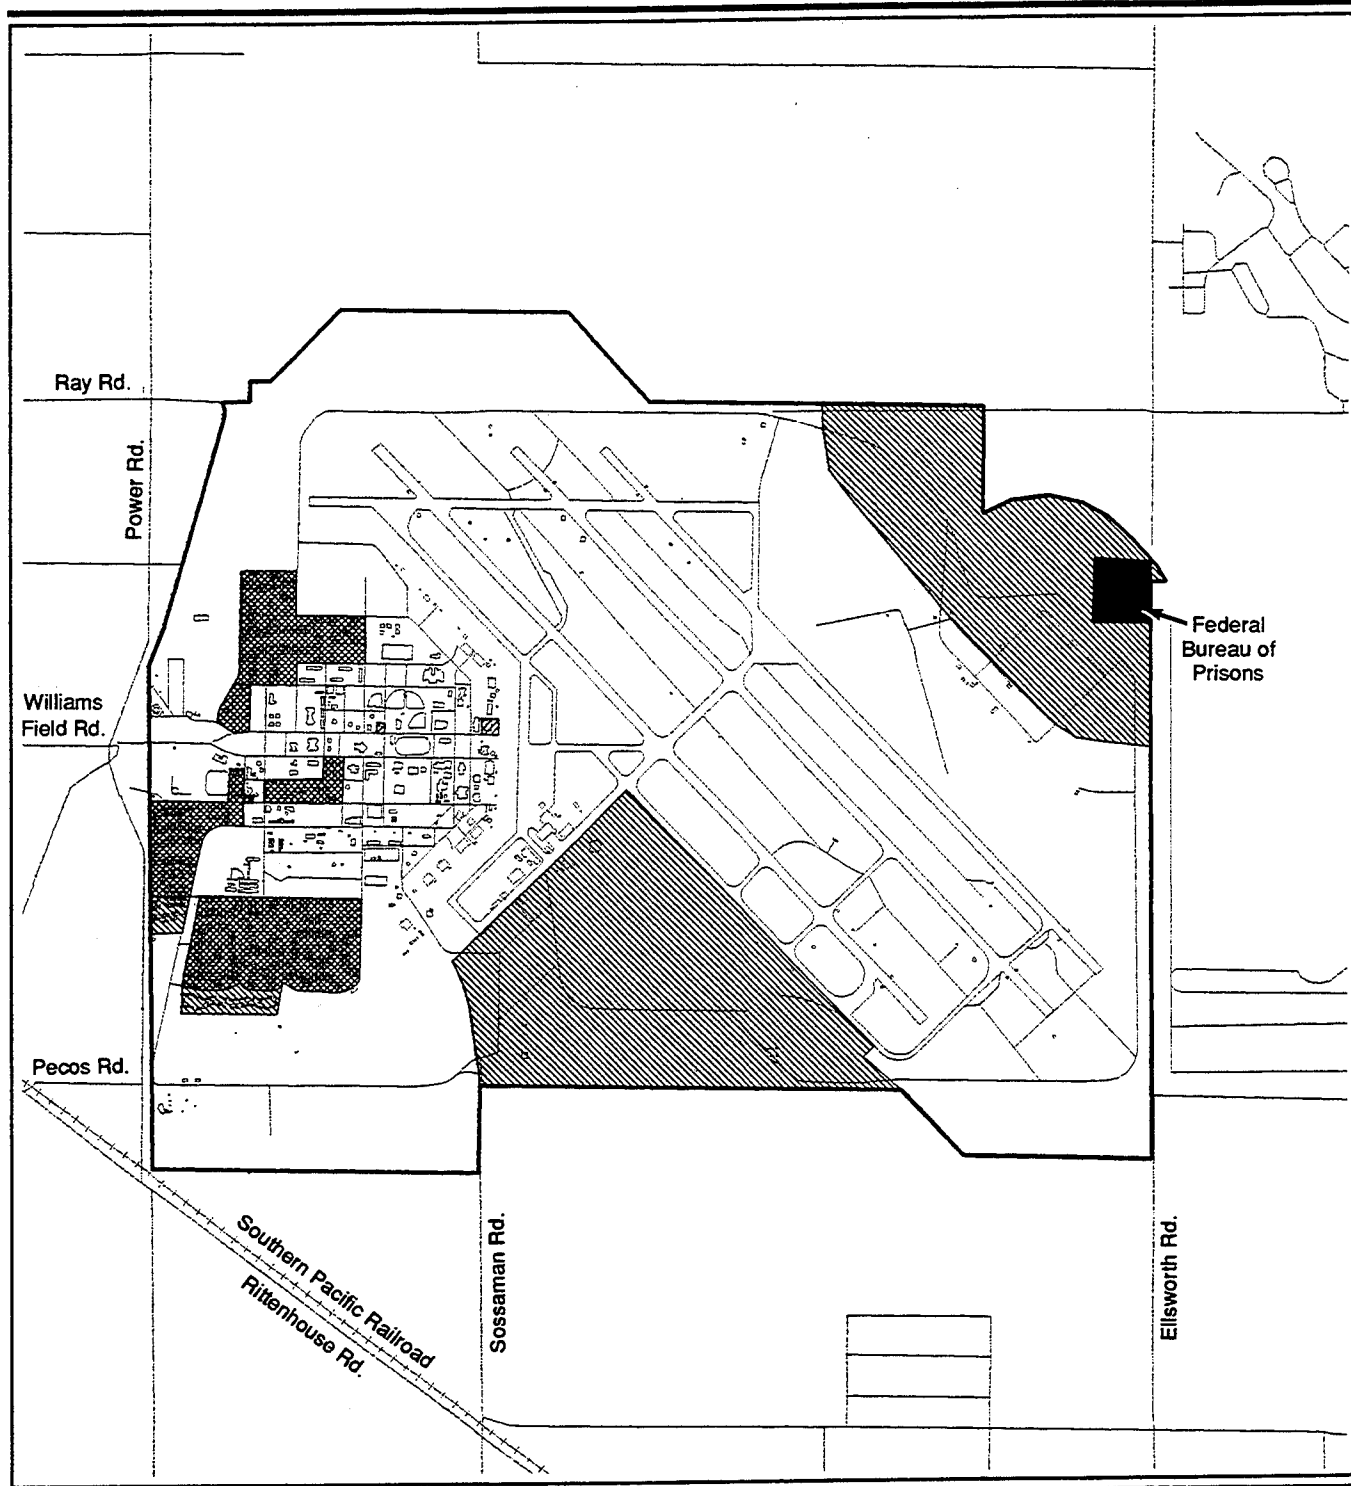 Ray Rd.
Power Rd.
Federal
Bureau of
Prisons
Williams
Field Rd.
Pecos Rd.
Southern Pacific Railroad
Rittenhouse Rd.
Sossaman Rd.
Ellsworth Rd.